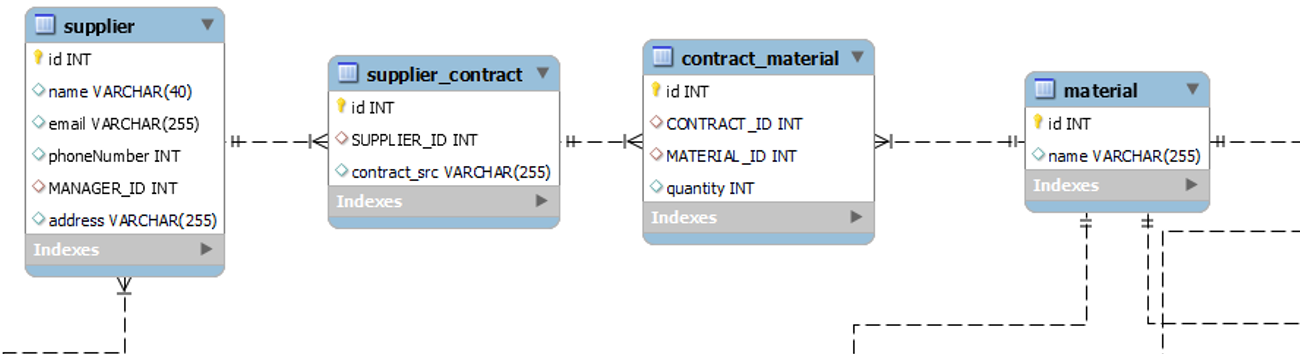 supplier
id INT
name VARCHAR(40)
email VARCHAR(255)
phoneNumber INT
MANAGER_ID INT
address VARCHAR(255)
Indexes
supplier_contract
id INT
SUPPLIER_ID INT
contract_src VARCHAR(255)
Indexes
contract_material
id INT
CONTRACT_ID INT
MATERIAL_ID INT
quantity INT
Indexes
material
id INT
name VARCHAR(255)
Indexes